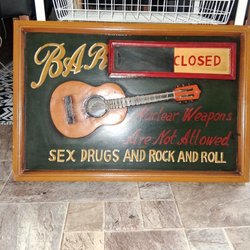 BAR
CLOSED
Nuclear Weapons
Are Not Allowed
SEX DRUGS AND ROCK AND ROLL